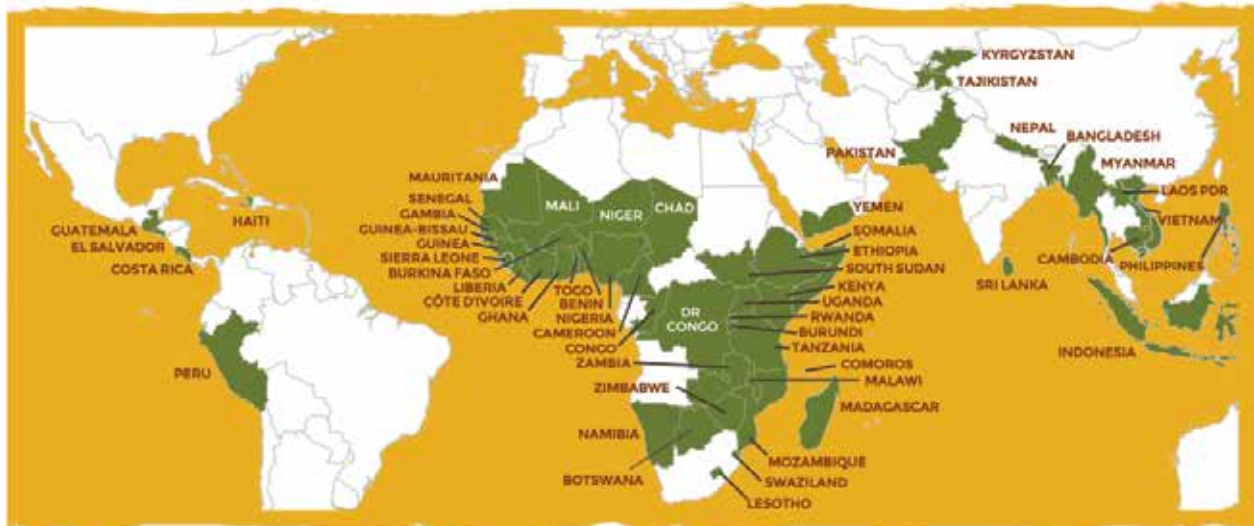 KYRGYZSTAN
TAJIKISTAN
NEPAL
BANGLADESH
PAKISTAN
MYANMAR
LAOS PDR
VIETNAM
CAMBODIA
PHILIPPINES
SRI LANKA
INDONESIA
GUATEMALA
HAITI
EL SALVADOR
COSTA RICA
PERU
MAURITANIA
SENEGAL
GAMBIA
GUINEA-BISSAU
GUINEA
SIERRA LEONE
BURKINA FASO
LIBERIA
CÔTE D'IVOIRE
GHANA
TOGO
BENIN
NIGERIA
CAMEROON
CONGO
ZAMBIA
ZIMBABWE
NAMIBIA
BOTSWANA
MALI
NIGER
CHAD
DR
CONGO
YEMEN
SOMALIA
ETHIOPIA
SOUTH SUDAN
KENYA
UGANDA
RWANDA
BURUNDI
TANZANIA
COMOROS
MALAWI
MADAGASCAR
MOZAMBIQUE
SWAZILAND
LESOTHO